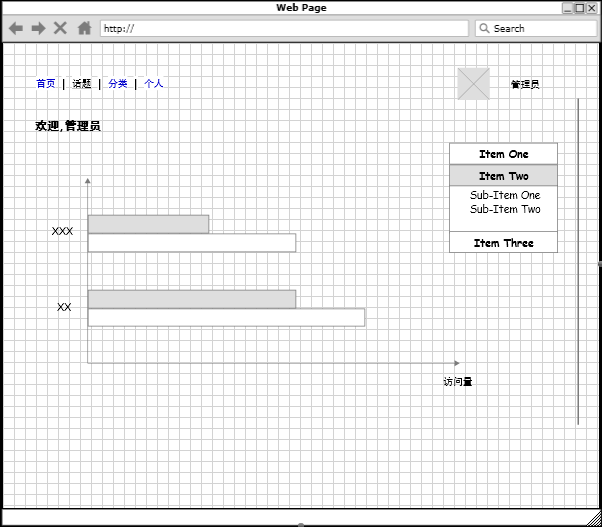 Web Page
http://
Search
首页 | 话题 | 分类 | 个人
管理员
欢迎,管理员
Item One
Item Two
Sub-Item One
Sub-Item Two
Item Three
XXX
XX
访问量